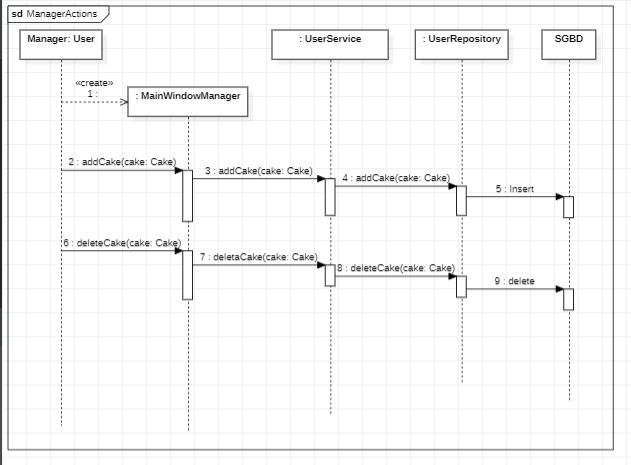 sd ManagerActions
Manager: User
: UserService
: UserRepository
SGBD
«create»
1 :
: MainWindowManager
2 : addCake(cake: Cake)
3 : addCake(cake: Cake)
4 : addCake(cake: Cake)
5 : Insert
6 : deleteCake(cake: Cake)
7 : deletaCake(cake: Cake)
8 : deleteCake(cake: Cake)
9 : delete